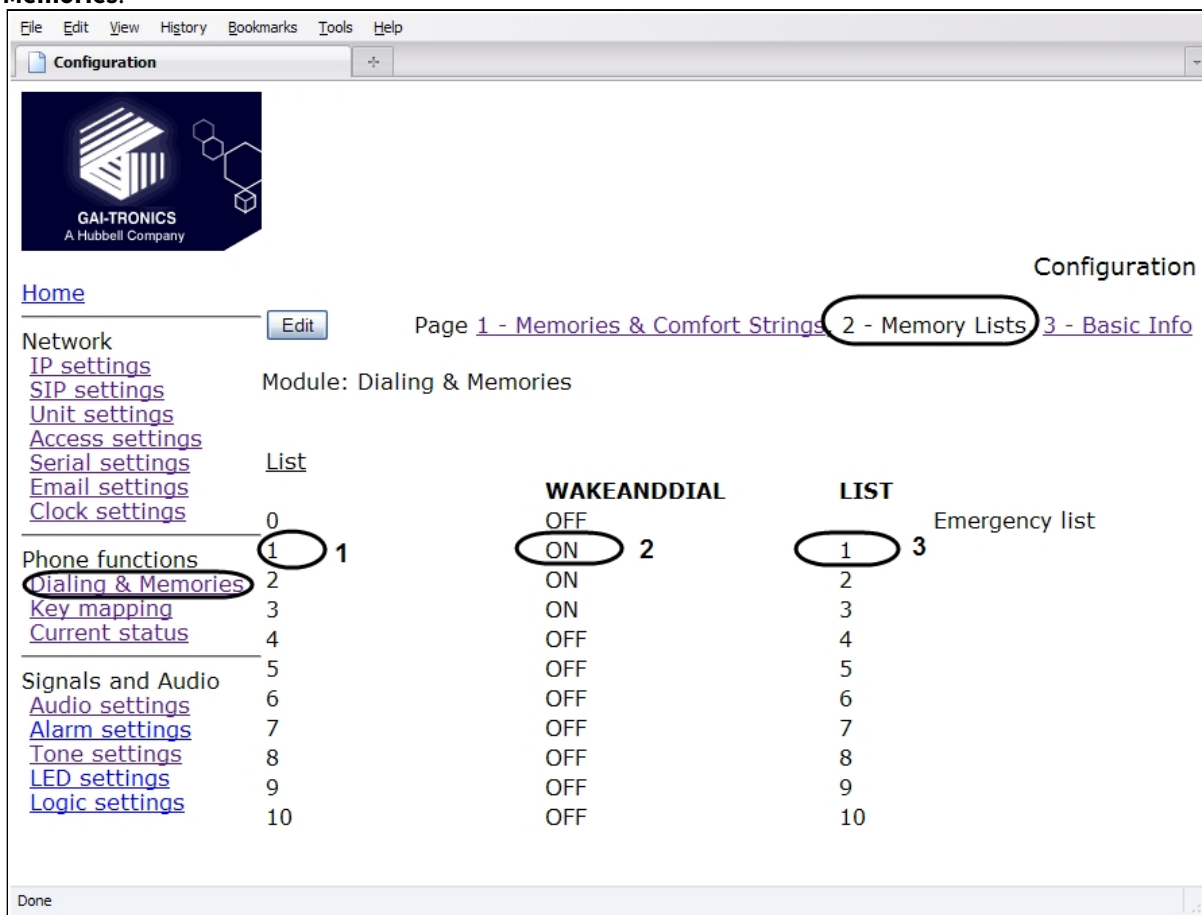 Memories.
File Edit View History Bookmarks Tools Help
Configuration
GAI-TRONICS
A Hubbell Company
Configuration
Home
Edit Page 1 - Memories & Comfort Strings, 2 - Memory Lists, 3 - Basic Info
Network
IP settings
SIP settings
Unit settings
Access settings
Serial settings
Email settings
Clock settings
Phone functions
Dialing & Memories
Key mapping
Current status
Signals and Audio
Audio settings
Alarm settings
Tone settings
LED settings
Logic settings
Module: Dialing & Memories
List
WAKEANDDIAL LIST
0 OFF Emergency list
1 1 ON 2 1 3
2 ON 2
3 ON 3
4 OFF 4
5 OFF 5
6 OFF 6
7 OFF 7
8 OFF 8
9 OFF 9
10 OFF 10
Done